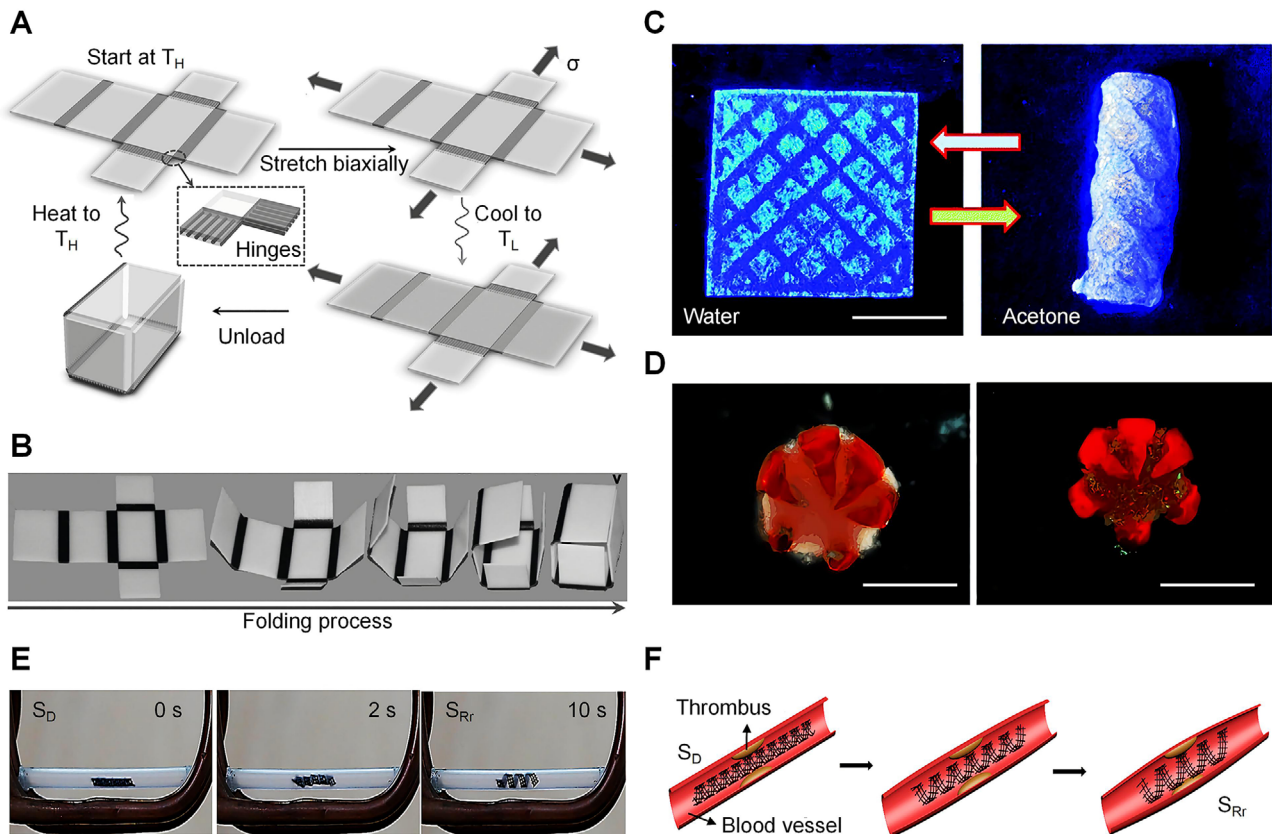 A
Start at TH
σ
Stretch biaxially
Heat to
TH
Hinges
Cool to
TL
Unload
B
Folding process
C
Water
Acetone
D
E
SD
0 s
2 s
SRr
10 s
F
Thrombus
SD
Blood vessel
SRr